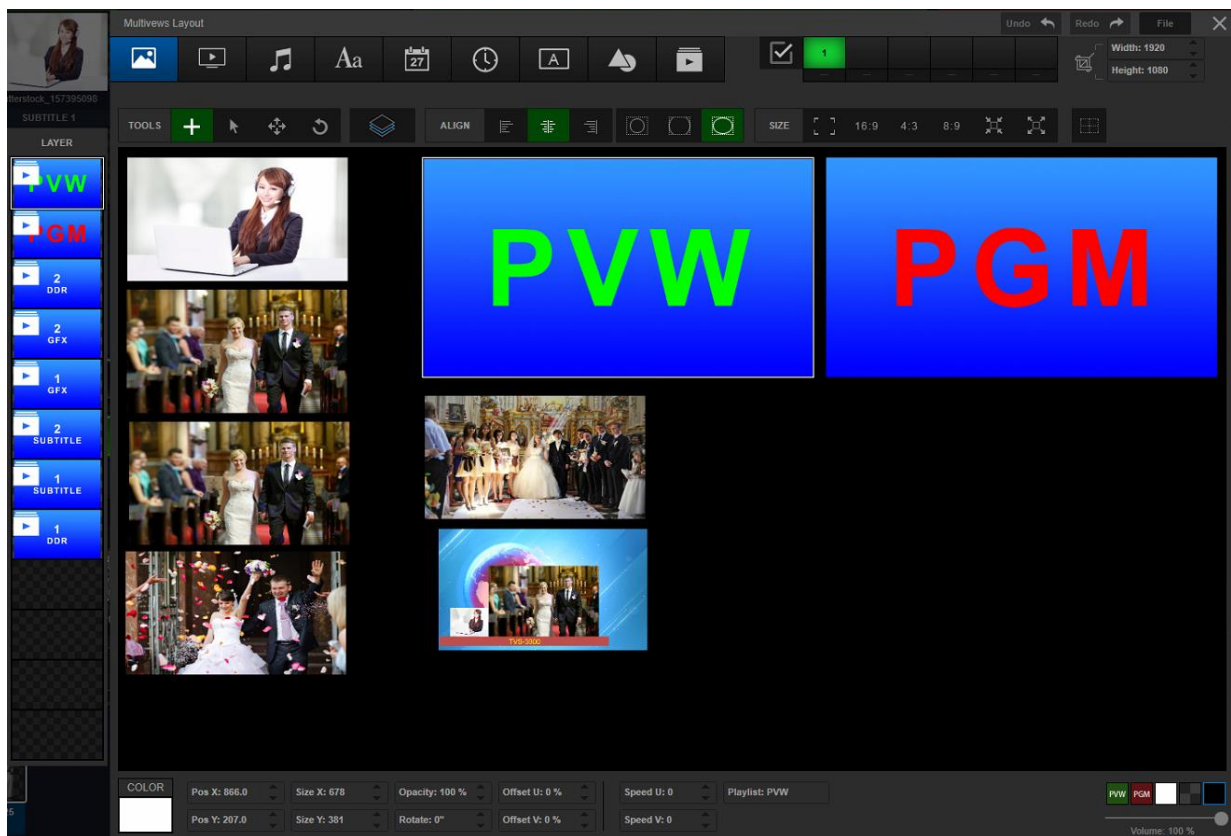 Multivews Layout
Undo
Redo
File
27
A
Aa
1
Width: 1920
Height: 1080
tterstock_157395098
SUBTITLE 1
LAYER
TOOLS
ALIGN
SIZE
16:9
4:3
8:9
PVW
PGM
2
DDR
2
GFX
1
GFX
2
SUBTITLE
1
SUBTITLE
1
DDR
PVW
PGM
TVS-3000
COLOR
Pos X: 866.0
Size X: 678
Opacity: 100 %
Offset U: 0 %
Speed U: 0
Playlist: PVW
Pos Y: 207.0
Size Y: 381
Rotate: 0"
Offset V: 0 %
Speed V: 0
PVW
PGM
Volume: 100 %